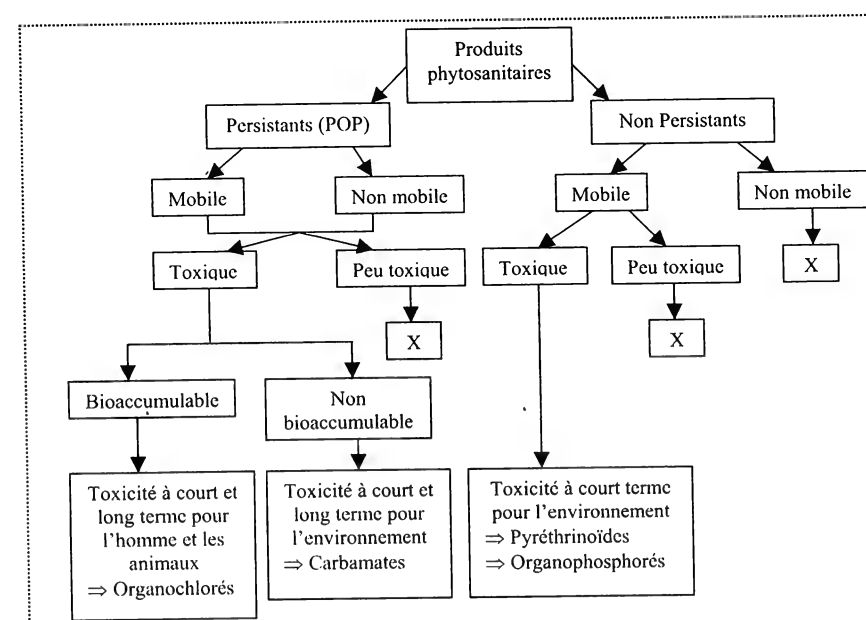 Produits
phytosanitaires
Persistants (POP)
Non Persistants
Mobile
Non mobile
Mobile
Non mobile
Toxique
Peu toxique
Toxique
Peu toxique
X
X
X
Bioaccumulable
Non
bioaccumulable
Toxicité à court et
long terme pour
l'homme et les
animaux
⇒ Organochlorés
Toxicité à court et
long terme pour
l'environnement
⇒ Carbamates
Toxicité à court terme
pour l'environnement
⇒ Pyréthrinoïdes
⇒ Organophosphorés